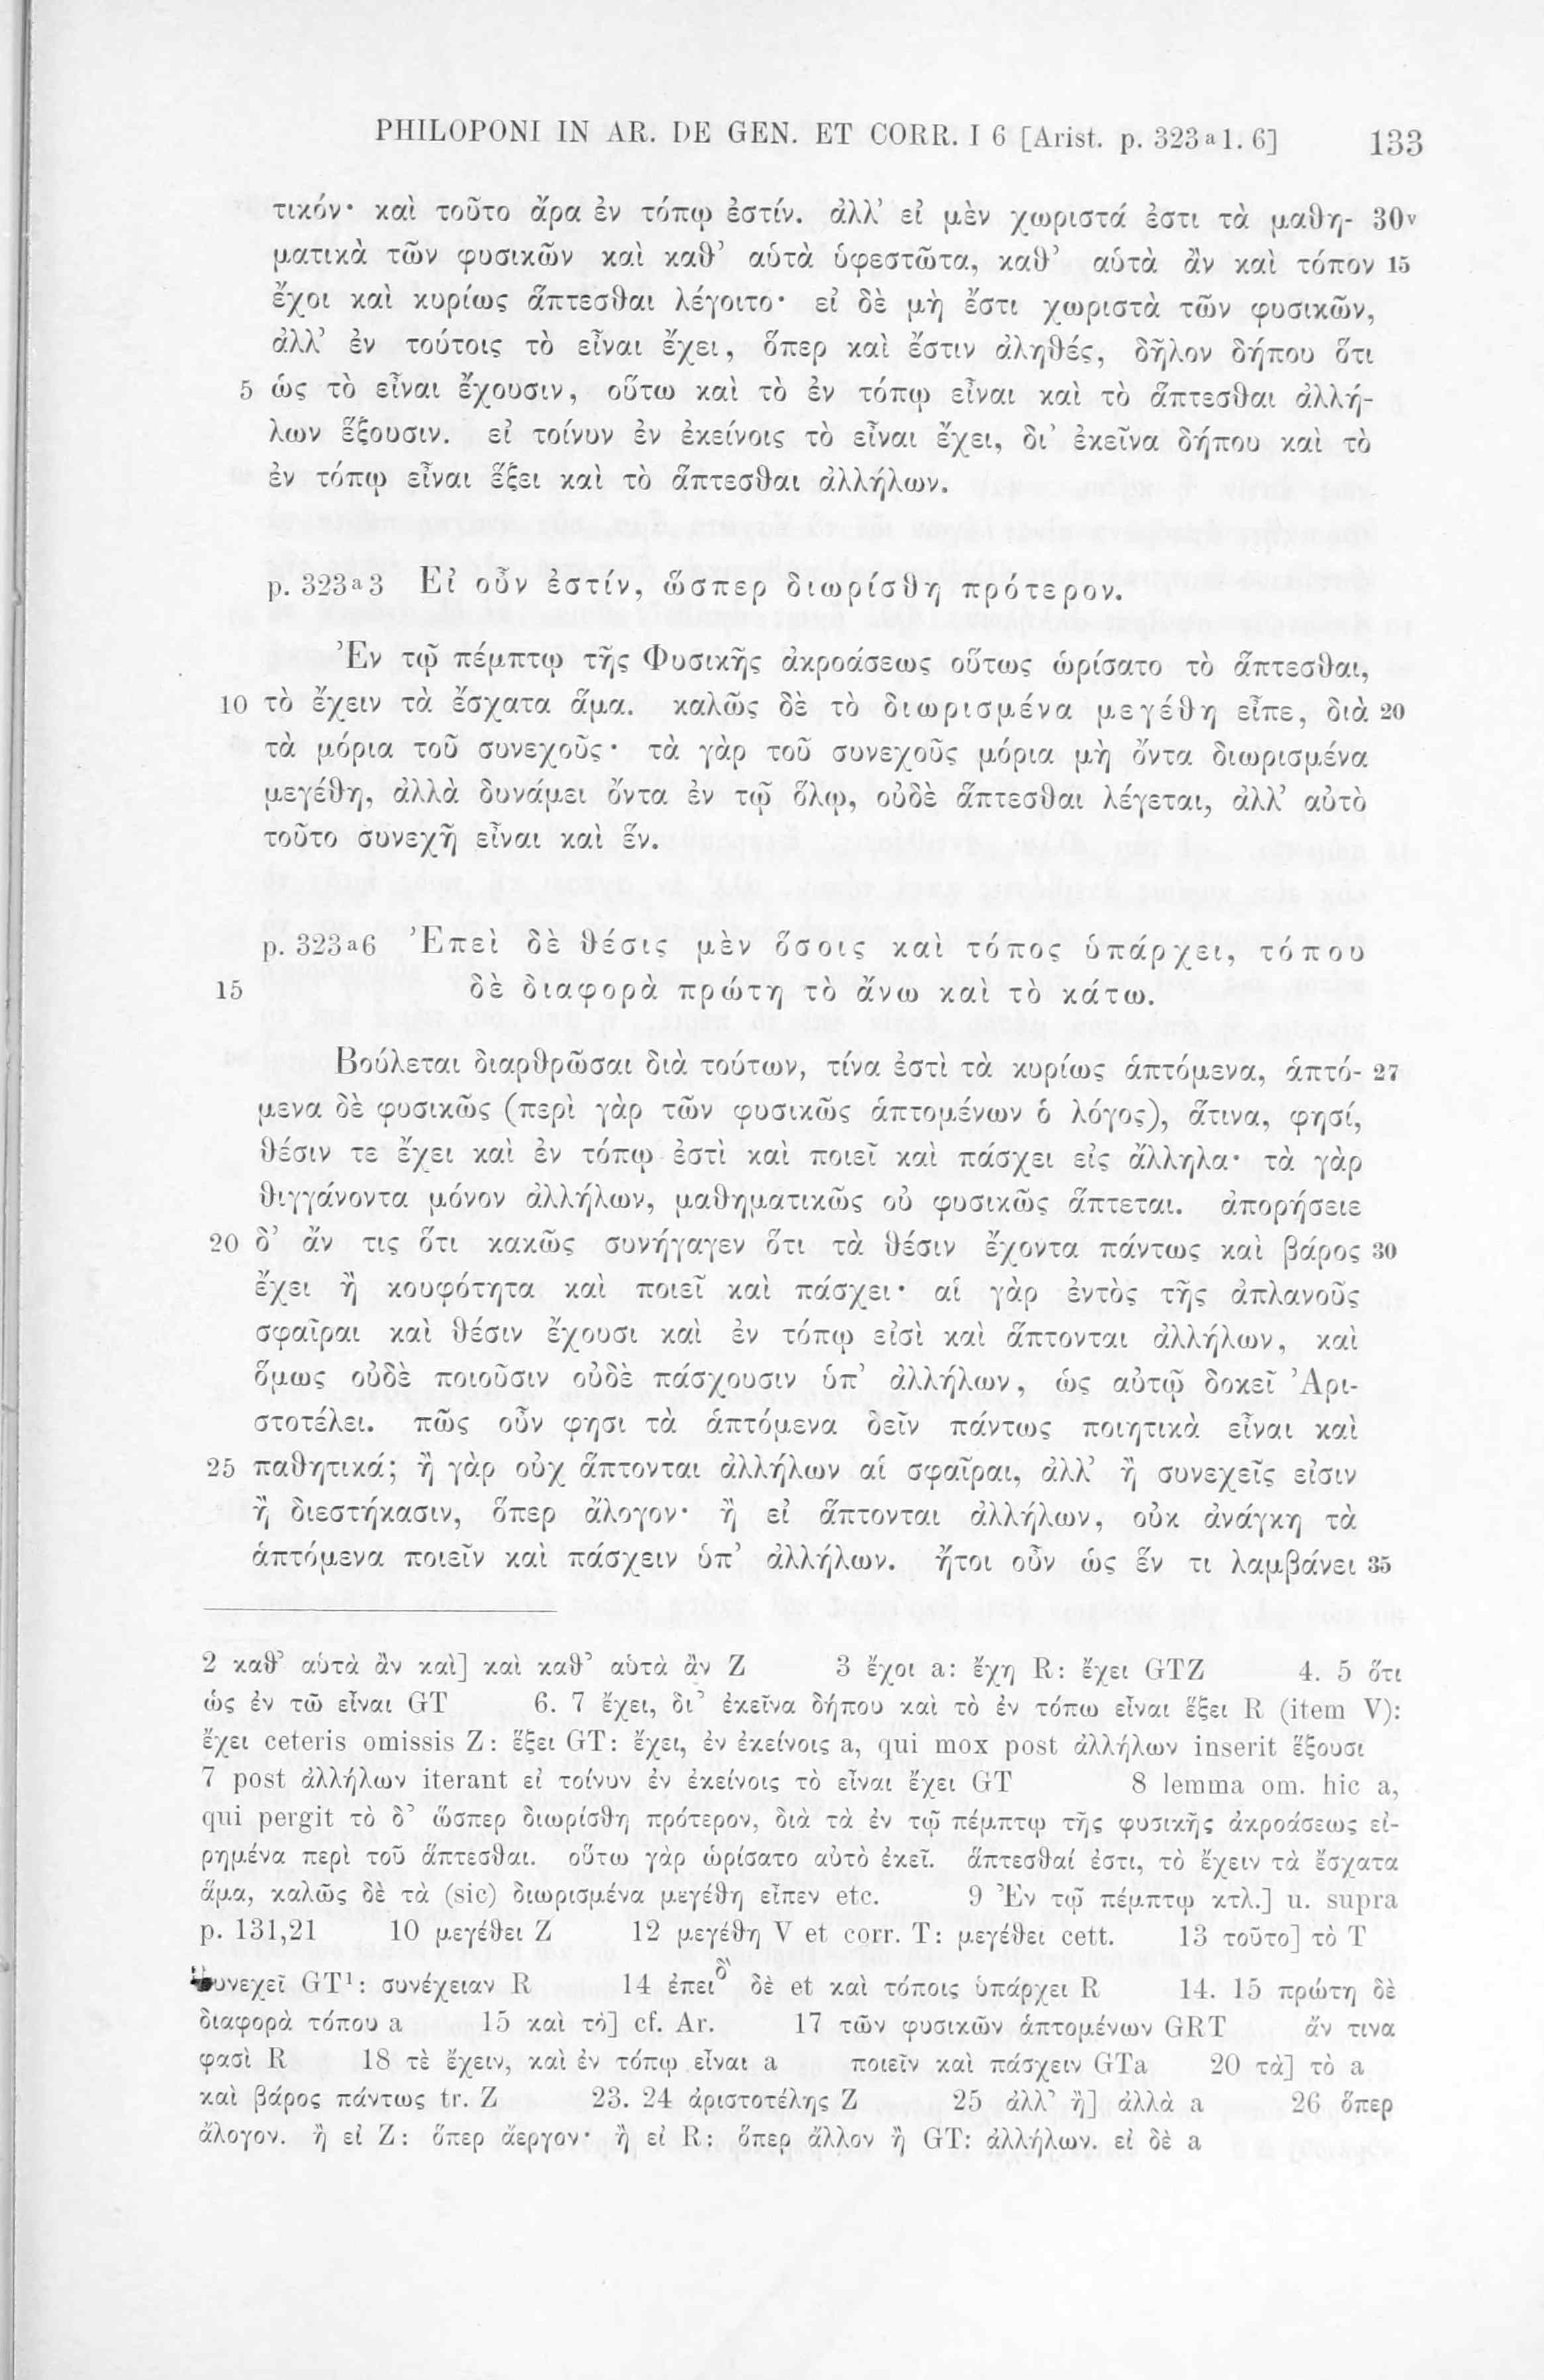 PHILOPONI IN AR. DE GEN. ET CORR. I 6 [Arist. p. 323ᵃ1. 6] 133
τικόν· καὶ τοῦτο ἄρα ἐν τόπῳ ἐστίν. ἀλλ’ εἰ μὲν χωριστά ἐστι τὰ μαθη- 30ᵛ
ματικὰ τῶν φυσικῶν καὶ καθ’ αὑτὰ ὑφεστῶτα, καθ’ αὑτὰ ἂν καὶ τόπον 15
ἔχοι καὶ κυρίως ἅπτεσθαι λέγοιτο· εἰ δὲ μὴ ἔστι χωριστὰ τῶν φυσικῶν,
ἀλλ’ ἐν τούτοις τὸ εἶναι ἔχει, ὅπερ καὶ ἔστιν ἀληθές, δῆλον δήπου ὅτι
5 ὡς τὸ εἶναι ἔχουσιν, οὕτω καὶ τὸ ἐν τόπῳ εἶναι καὶ τὸ ἅπτεσθαι ἀλλή-
λων ἕξουσιν. εἰ τοίνυν ἐν ἐκείνοις τὸ εἶναι ἔχει, δι’ ἐκεῖνα δήπου καὶ τὸ
ἐν τόπῳ εἶναι ἕξει καὶ τὸ ἅπτεσθαι ἀλλήλων.
p. 323ᵃ3 Εἰ οὖν ἐστίν, ὥσπερ διωρίσθη πρότερον.
Ἐν τῷ πέμπτῳ τῆς Φυσικῆς ἀκροάσεως οὕτως ὡρίσατο τὸ ἅπτεσθαι,
10 τὸ ἔχειν τὰ ἔσχατα ἅμα. καλῶς δὲ τὸ διωρισμένα μεγέθη εἶπε, διὰ 20
τὰ μόρια τοῦ συνεχοῦς· τὰ γὰρ τοῦ συνεχοῦς μόρια μὴ ὄντα διωρισμένα
μεγέθη, ἀλλὰ δυνάμει ὄντα ἐν τῷ ὅλῳ, οὐδὲ ἅπτεσθαι λέγεται, ἀλλ’ αὐτὸ
τοῦτο συνεχῆ εἶναι καὶ ἕν.
p. 323ᵃ6 Ἐπεὶ δὲ θέσις μὲν ὅσοις καὶ τόπος ὑπάρχει, τόπου
15 δὲ διαφορὰ πρώτη τὸ ἄνω καὶ τὸ κάτω.
Βούλεται διαρθρῶσαι διὰ τούτων, τίνα ἐστὶ τὰ κυρίως ἁπτόμενα, ἁπτό- 27
μενα δὲ φυσικῶς (περὶ γὰρ τῶν φυσικῶς ἁπτομένων ὁ λόγος), ἅτινα, φησί,
θέσιν τε ἔχει καὶ ἐν τόπῳ ἐστὶ καὶ ποιεῖ καὶ πάσχει εἰς ἄλληλα· τὰ γὰρ
θιγγάνοντα μόνον ἀλλήλων, μαθηματικῶς οὐ φυσικῶς ἅπτεται. ἀπορήσειε
20 δ’ ἄν τις ὅτι κακῶς συνήγαγεν ὅτι τὰ θέσιν ἔχοντα πάντως καὶ βάρος 30
ἔχει ἢ κουφότητα καὶ ποιεῖ καὶ πάσχει· αἱ γὰρ ἐντὸς τῆς ἀπλανοῦς
σφαῖραι καὶ θέσιν ἔχουσι καὶ ἐν τόπῳ εἰσὶ καὶ ἅπτονται ἀλλήλων, καὶ
ὅμως οὐδὲ ποιοῦσιν οὐδὲ πάσχουσιν ὑπ’ ἀλλήλων, ὡς αὐτῷ δοκεῖ Ἀρι-
στοτέλει. πῶς οὖν φησι τὰ ἁπτόμενα δεῖν πάντως ποιητικὰ εἶναι καὶ
25 παθητικά; ἢ γὰρ οὐχ ἅπτονται ἀλλήλων αἱ σφαῖραι, ἀλλ’ ἢ συνεχεῖς εἰσιν
ἢ διεστήκασιν, ὅπερ ἄλογον· ἢ εἰ ἅπτονται ἀλλήλων, οὐκ ἀνάγκη τὰ
ἁπτόμενα ποιεῖν καὶ πάσχειν ὑπ’ ἀλλήλων. ἤτοι οὖν ὡς ἕν τι λαμβάνει 35
2 καθ’ αὑτὰ ἂν καὶ] καὶ καθ’ αὑτὰ ἂν Z 3 ἔχοι a: ἔχη R: ἔχει GTZ 4. 5 ὅτι
ὡς ἐν τῶ εἶναι GT 6. 7 ἔχει, δι’ ἐκεῖνα δήπου καὶ τὸ ἐν τόπω εἶναι ἕξει R (item V):
ἔχει ceteris omissis Z: ἕξει GT: ἔχει, ἐν ἐκείνοις a, qui mox post ἀλλήλων inserit ἕξουσι
7 post ἀλλήλων iterant εἰ τοίνυν ἐν ἐκείνοις τὸ εἶναι ἔχει GT 8 lemma om. hic a,
qui pergit τὸ δ’ ὥσπερ διωρίσθη πρότερον, διὰ τὰ ἐν τῷ πέμπτῳ τῆς φυσικῆς ἀκροάσεως εἰ-
ρημένα περὶ τοῦ ἅπτεσθαι. οὕτω γὰρ ὡρίσατο αὐτὸ ἐκεῖ. ἅπτεσθαί ἐστι, τὸ ἔχειν τὰ ἔσχατα
ἅμα, καλῶς δὲ τὰ (sic) διωρισμένα μεγέθη εἶπεν etc. 9 Ἐν τῷ πέμπτῳ κτλ.] u. supra
p. 131,21 10 μεγέθει Z 12 μεγέθη V et corr. T: μεγέθει cett. 13 τοῦτο] τὸ T
συνεχεῖ GT¹: συνέχειαν R 14 ἐπειδ̀ δὲ et καὶ τόποις ὑπάρχει R 14. 15 πρώτη δὲ
διαφορὰ τόπου a 15 καὶ τὸ] cf. Ar. 17 τῶν φυσικῶν ἁπτομένων GRT ἄν τινα
φασὶ R 18 τὲ ἔχειν, καὶ ἐν τόπῳ εἶναι a ποιεῖν καὶ πάσχειν GTa 20 τὰ] τὸ a
καὶ βάρος πάντως tr. Z 23. 24 ἀριστοτέλης Z 25 ἀλλ’ ἢ] ἀλλὰ a 26 ὅπερ
ἄλογον. ἢ εἰ Z: ὅπερ ἄεργον· ἢ εἰ R: ὅπερ ἄλλον ἢ GT: ἀλλήλων. εἰ δὲ a